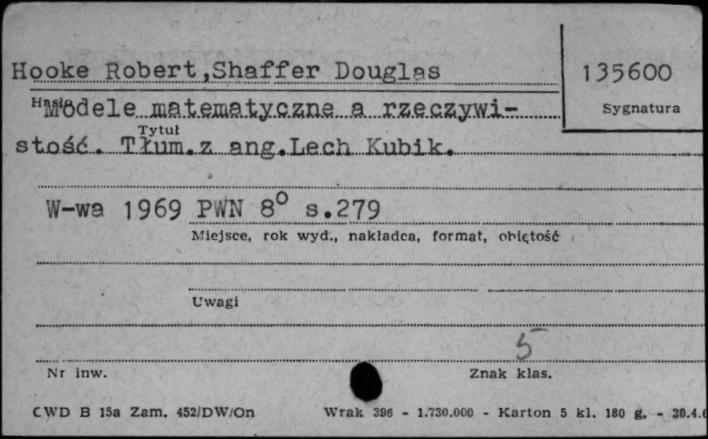 Hooke Robert,Shaffer Douglas
135600
Hasło
Modele matematyczne a rzeczywi-
Sygnatura
Tytuł
stość. Tłum.z ang.Lech Kubik.
W-wa 1969 PWN 8° s.279
Miejsce, rok wyd., nakładca, format, objętość
Uwagi
5
Nr inw.
Znak klas.
CWD B 15a Zam. 452/DW/On
Wrak 396 - 1.730.000 - Karton 5 kl. 180 g. -